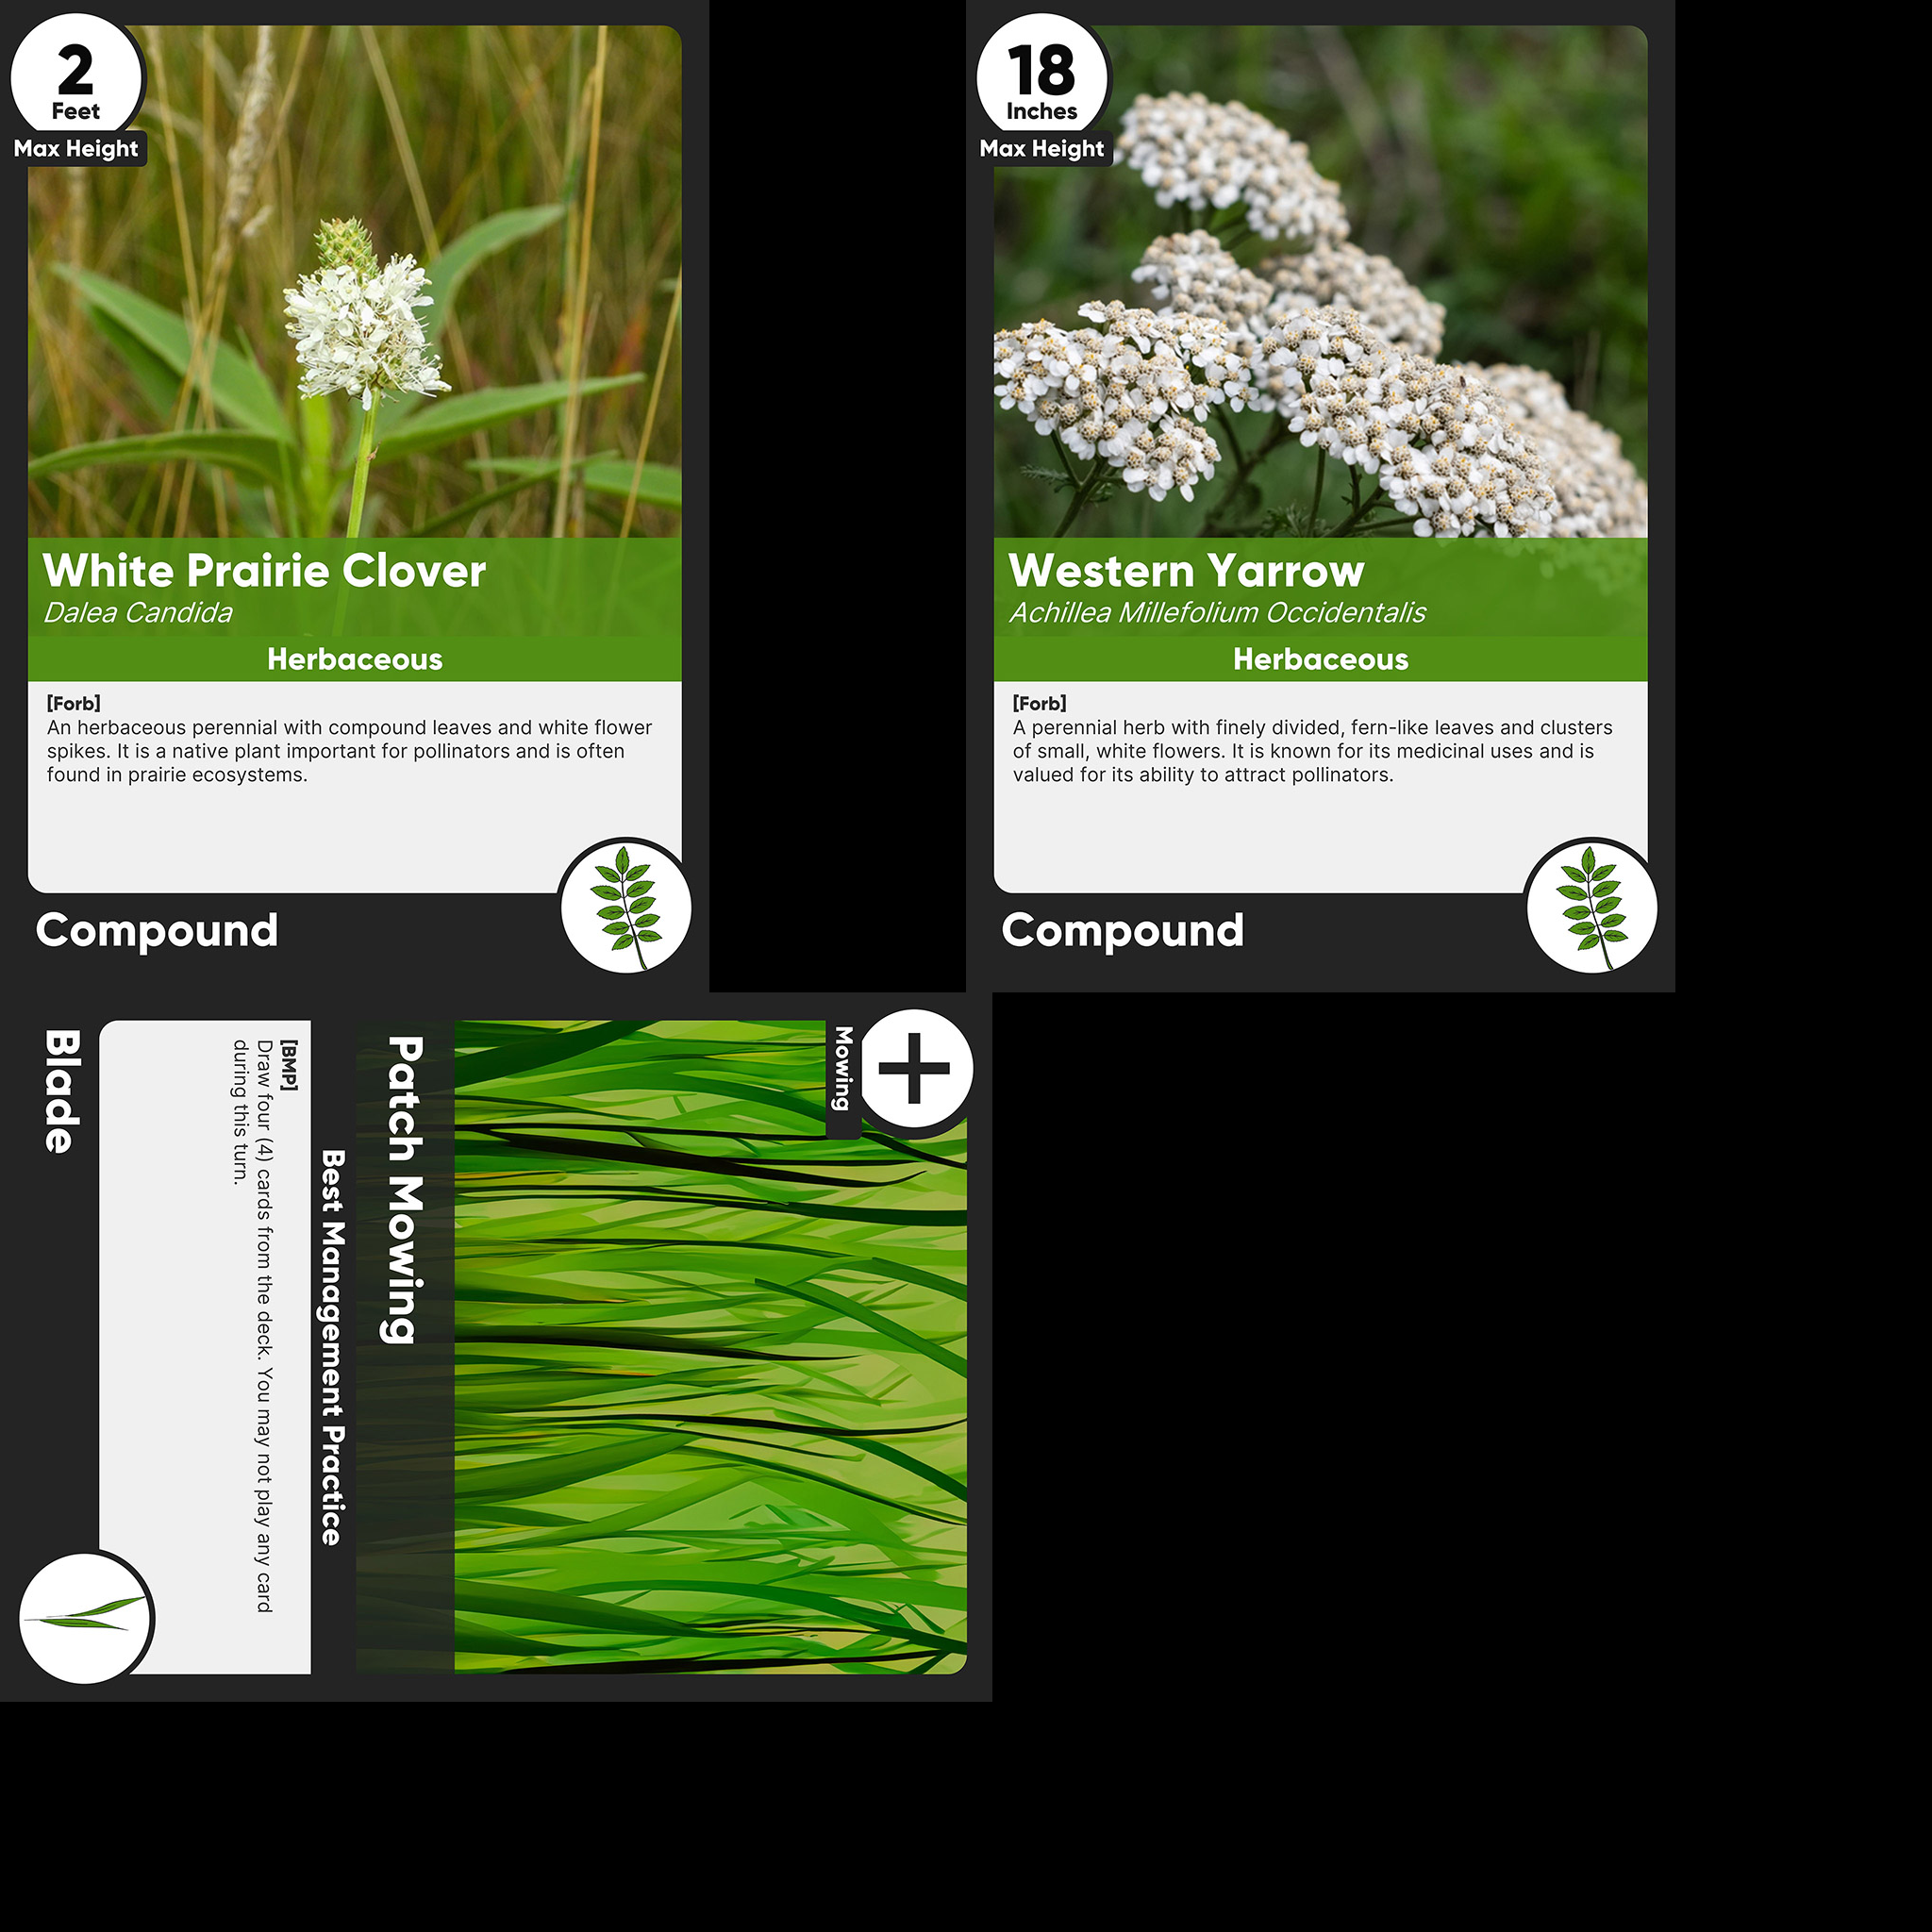 2
Feet
Max Height
White Prairie Clover
Dalea Candida
Herbaceous
[Forb]
An herbaceous perennial with compound leaves and white flower
spikes. It is a native plant important for pollinators and is often
found in prairie ecosystems.
Compound
18
Inches
Max Height
Western Yarrow
Achillea Millefolium Occidentalis
Herbaceous
[Forb]
A perennial herb with finely divided, fern-like leaves and clusters
of small, white flowers. It is known for its medicinal uses and is
valued for its ability to attract pollinators.
Compound
+
Mowing
Patch Mowing
Best Management Practice
[BMP]
Draw four (4) cards from the deck. You may not play any card
during this turn.
Blade